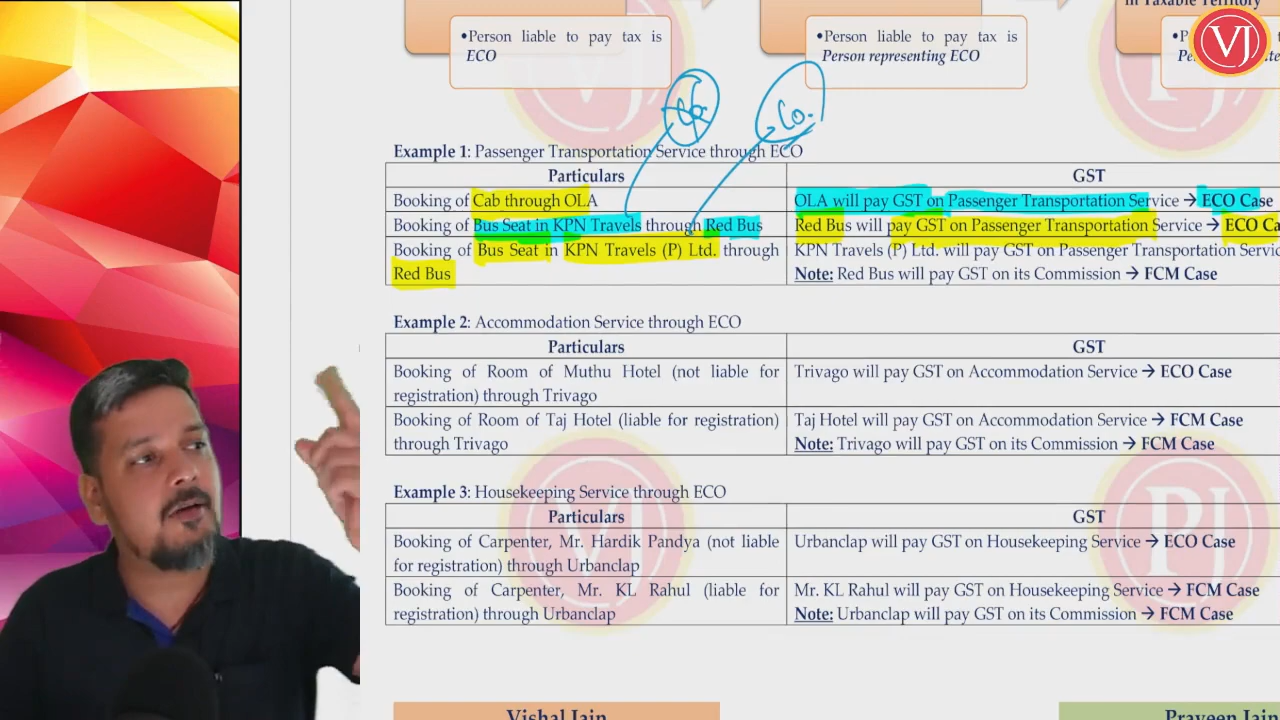 in Taxable Territory
•Person liable to pay tax is
ECO
•Person liable to pay tax is
Person representing ECO
VJ
Co.
Example 1: Passenger Transportation Service through ECO
Particulars
GST
Booking of Cab through OLA
OLA will pay GST on Passenger Transportation Service → ECO Case
Booking of Bus Seat in KPN Travels through Red Bus
Red Bus will pay GST on Passenger Transportation Service → ECO Ca
Booking of Bus Seat in KPN Travels (P) Ltd. through
Red Bus
KPN Travels (P) Ltd. will pay GST on Passenger Transportation Servic
Note: Red Bus will pay GST on its Commission → FCM Case
Example 2: Accommodation Service through ECO
Particulars
GST
Booking of Room of Muthu Hotel (not liable for
registration) through Trivago
Trivago will pay GST on Accommodation Service → ECO Case
Booking of Room of Taj Hotel (liable for registration)
through Trivago
Taj Hotel will pay GST on Accommodation Service → FCM Case
Note: Trivago will pay GST on its Commission → FCM Case
Example 3: Housekeeping Service through ECO
Particulars
GST
Booking of Carpenter, Mr. Hardik Pandya (not liable
for registration) through Urbanclap
Urbanclap will pay GST on Housekeeping Service → ECO Case
Booking of Carpenter, Mr. KL Rahul (liable for
registration) through Urbanclap
Mr. KL Rahul will pay GST on Housekeeping Service → FCM Case
Note: Urbanclap will pay GST on its Commission → FCM Case
VJ
PJ
Vishal Jain
Praveen Jain